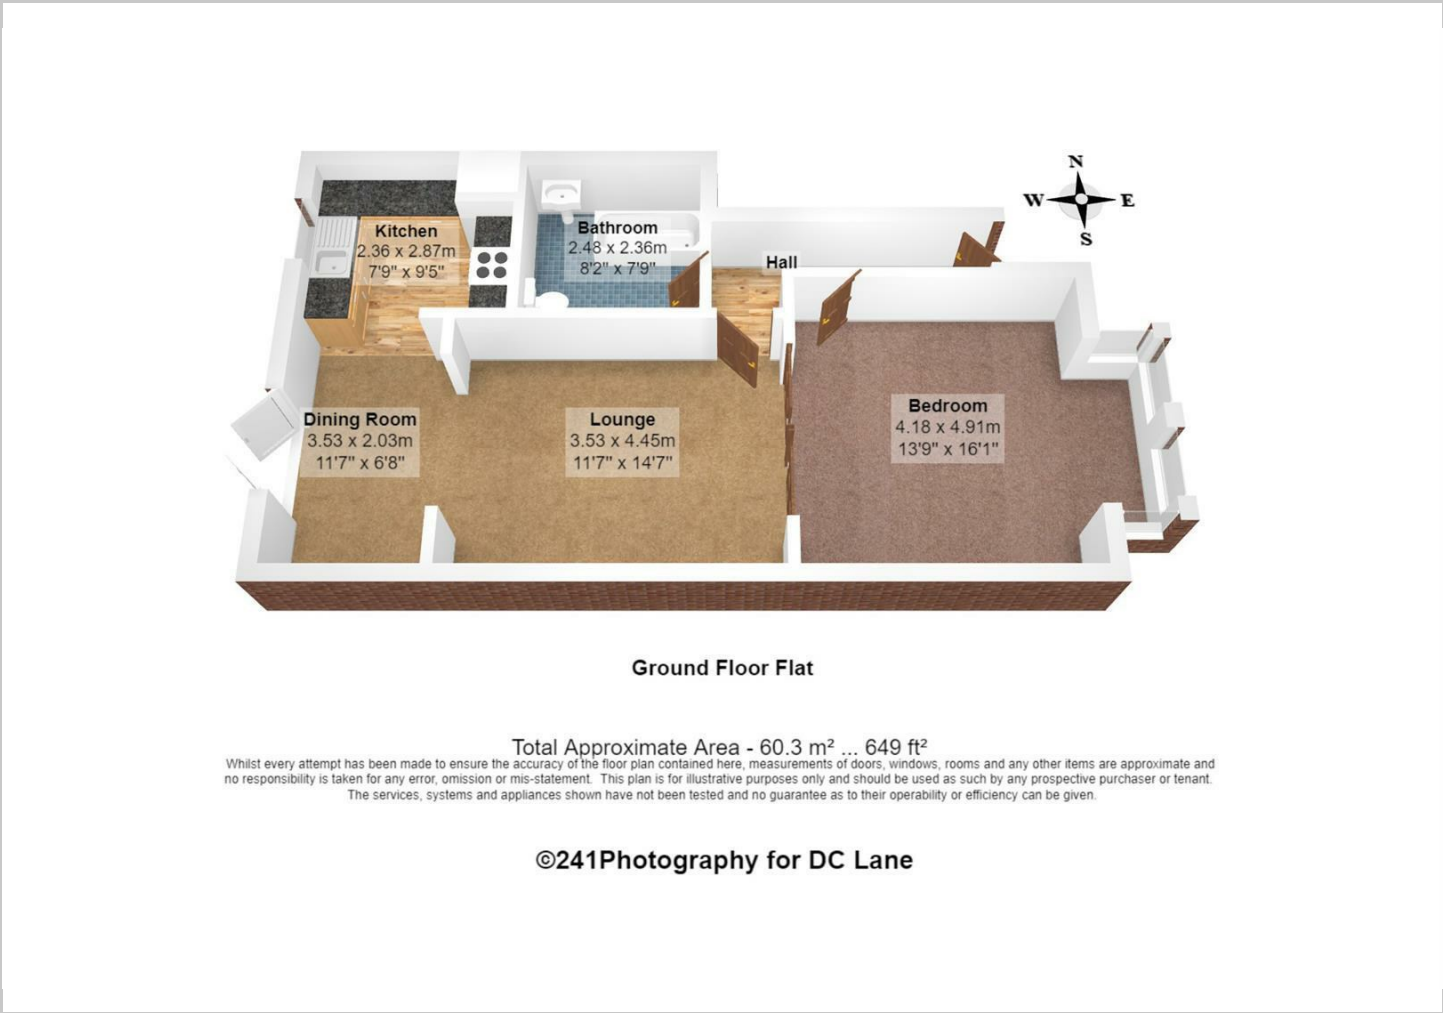 N
W E
S
Kitchen
2.36 x 2.87m
7'9" x 9'5"
Bathroom
2.48 x 2.36m
8'2" x 7'9"
Hall
Dining Room
3.53 x 2.03m
11'7" x 6'8"
Lounge
3.53 x 4.45m
11'7" x 14'7"
Bedroom
4.18 x 4.91m
13'9" x 16'1"
Ground Floor Flat
Total Approximate Area - 60.3 m² ... 649 ft²
Whilst every attempt has been made to ensure the accuracy of the floor plan contained here, measurements of doors, windows, rooms and any other items are approximate and
no responsibility is taken for any error, omission or mis-statement. This plan is for illustrative purposes only and should be used as such by any prospective purchaser or tenant.
The services, systems and appliances shown have not been tested and no guarantee as to their operability or efficiency can be given.
©241Photography for DC Lane